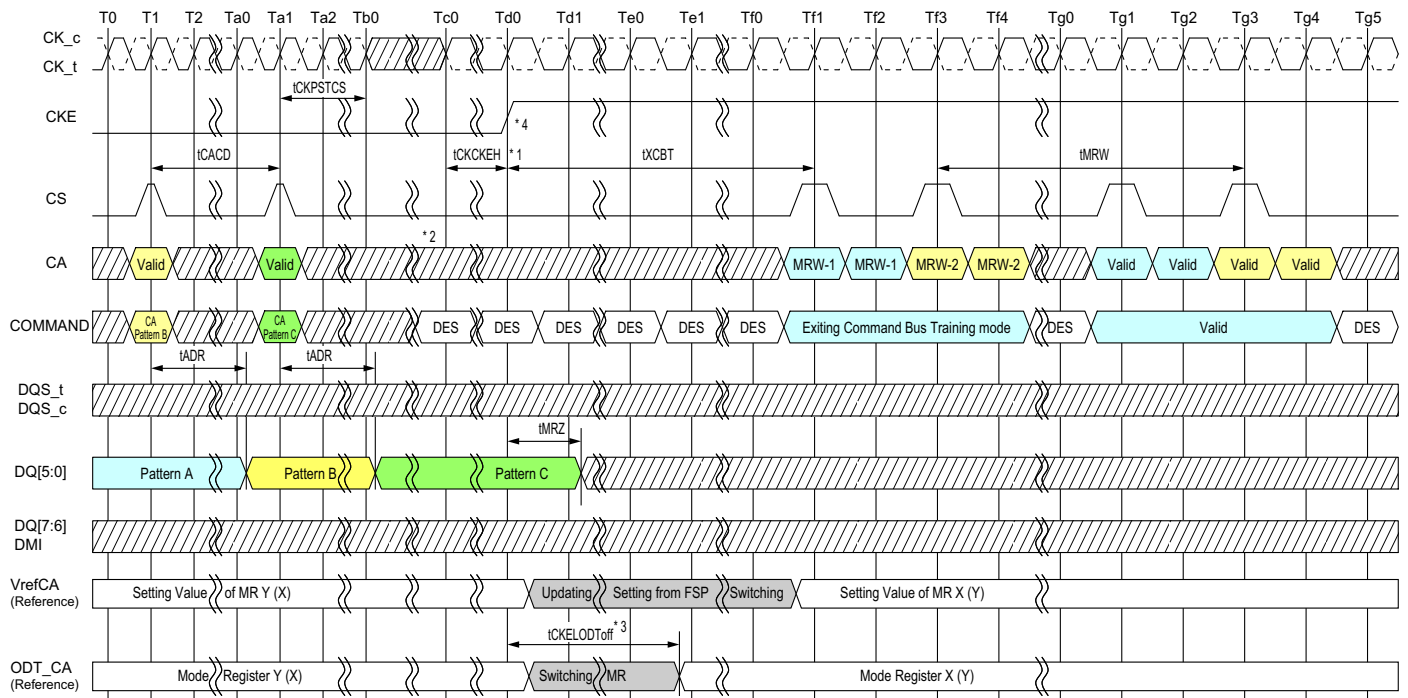 T0 T1 T2 Ta0 Ta1 Ta2 Tb0 Tc0 Td0 Td1 Te0 Te1 Tf0 Tf1 Tf2 Tf3 Tf4 Tg0 Tg1 Tg2 Tg3 Tg4 Tg5
CK_c
CK_t
tCKPSTCS
CKE
* 4
tCACD tCKCKEH * 1 tXCBT tMRW
CS
* 2
CA Valid Valid MRW-1 MRW-1 MRW-2 MRW-2 Valid Valid Valid Valid
COMMAND CA Pattern B CA Pattern C DES DES DES DES DES DES Exiting Command Bus Training mode DES Valid DES
tADR tADR
DQS_t
DQS_c
tMRZ
DQ[5:0] Pattern A Pattern B Pattern C
DQ[7:6]
DMI
VrefCA
(Reference)
Setting Value of MR Y (X) Updating Setting from FSP Switching Setting Value of MR X (Y)
tCKELODToff * 3
ODT_CA
(Reference)
Mode Register Y (X) Switching MR Mode Register X (Y)